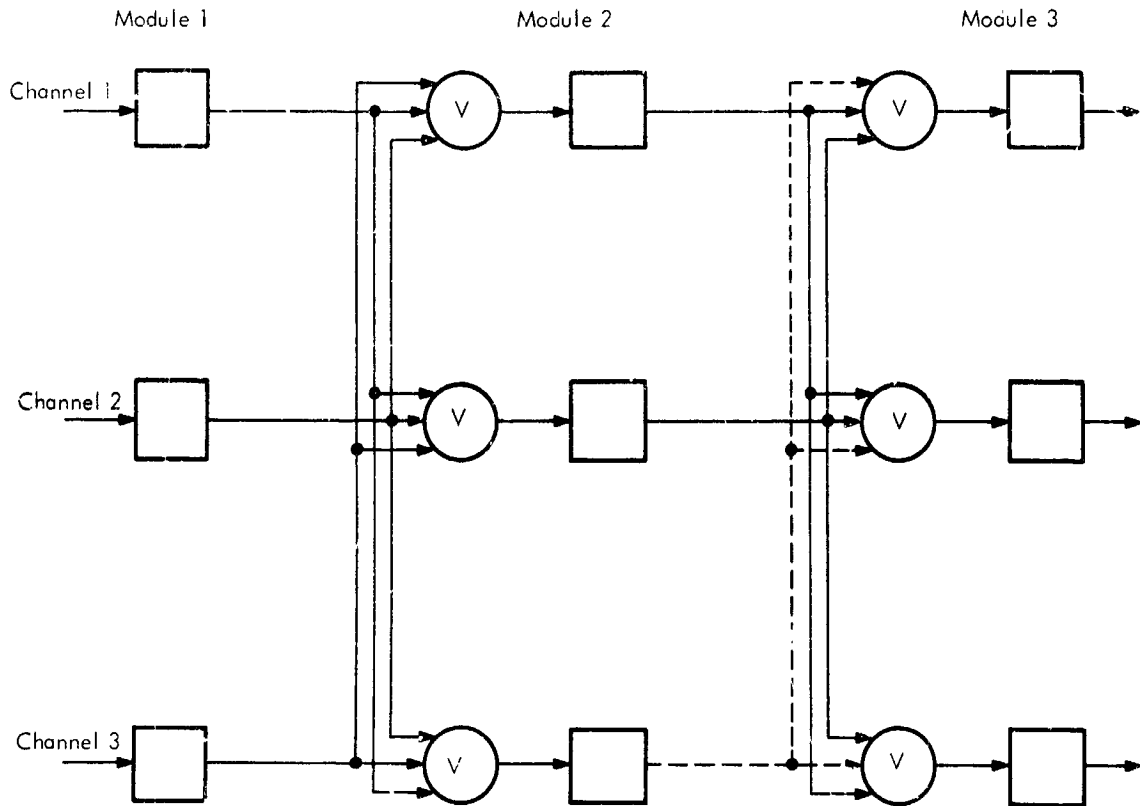 Module 1
Module 2
Module 3
Channel 1
V
V
Channel 2
V
V
Channel 3
V
V